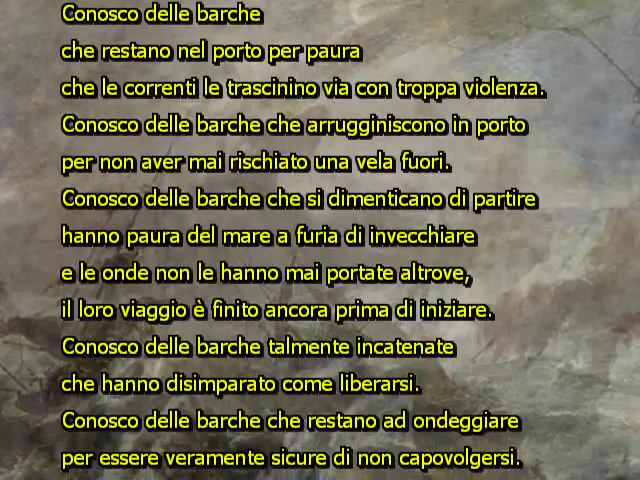 Conosco delle barche
che restano nel porto per paura
che le correnti le trascinino via con troppa violenza.
Conosco delle barche che arrugginiscono in porto
per non aver mai rischiato una vela fuori.
Conosco delle barche che si dimenticano di partire
hanno paura del mare a furia di invecchiare
e le onde non le hanno mai portate altrove,
il loro viaggio è finito ancora prima di iniziare.
Conosco delle barche talmente incatenate
che hanno disimparato come liberarsi.
Conosco delle barche che restano ad ondeggiare
per essere veramente sicure di non capovolgersi.